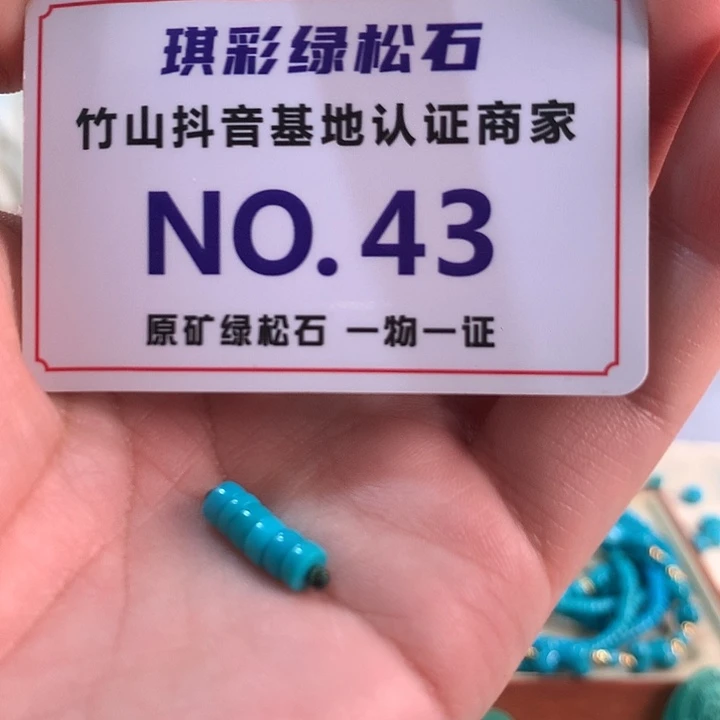 琪彩绿松石
竹山抖音基地认证商家
NO.43
原矿绿松石 一物一证